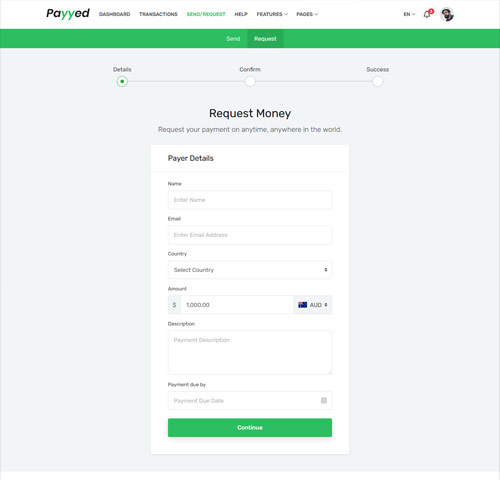 Payyed DASHBOARD TRANSACTIONS SEND/REQUEST HELP FEATURES PAGES EN 3
Send Request
Details Confirm Success
Request Money
Request your payment on anytime, anywhere in the world.
Payer Details
Name
Enter Name
Email
Enter Email Address
Country
Select Country
Amount
$ 1,000.00 AUD
Description
Payment Description
Payment due by
Payment Due Date
Continue